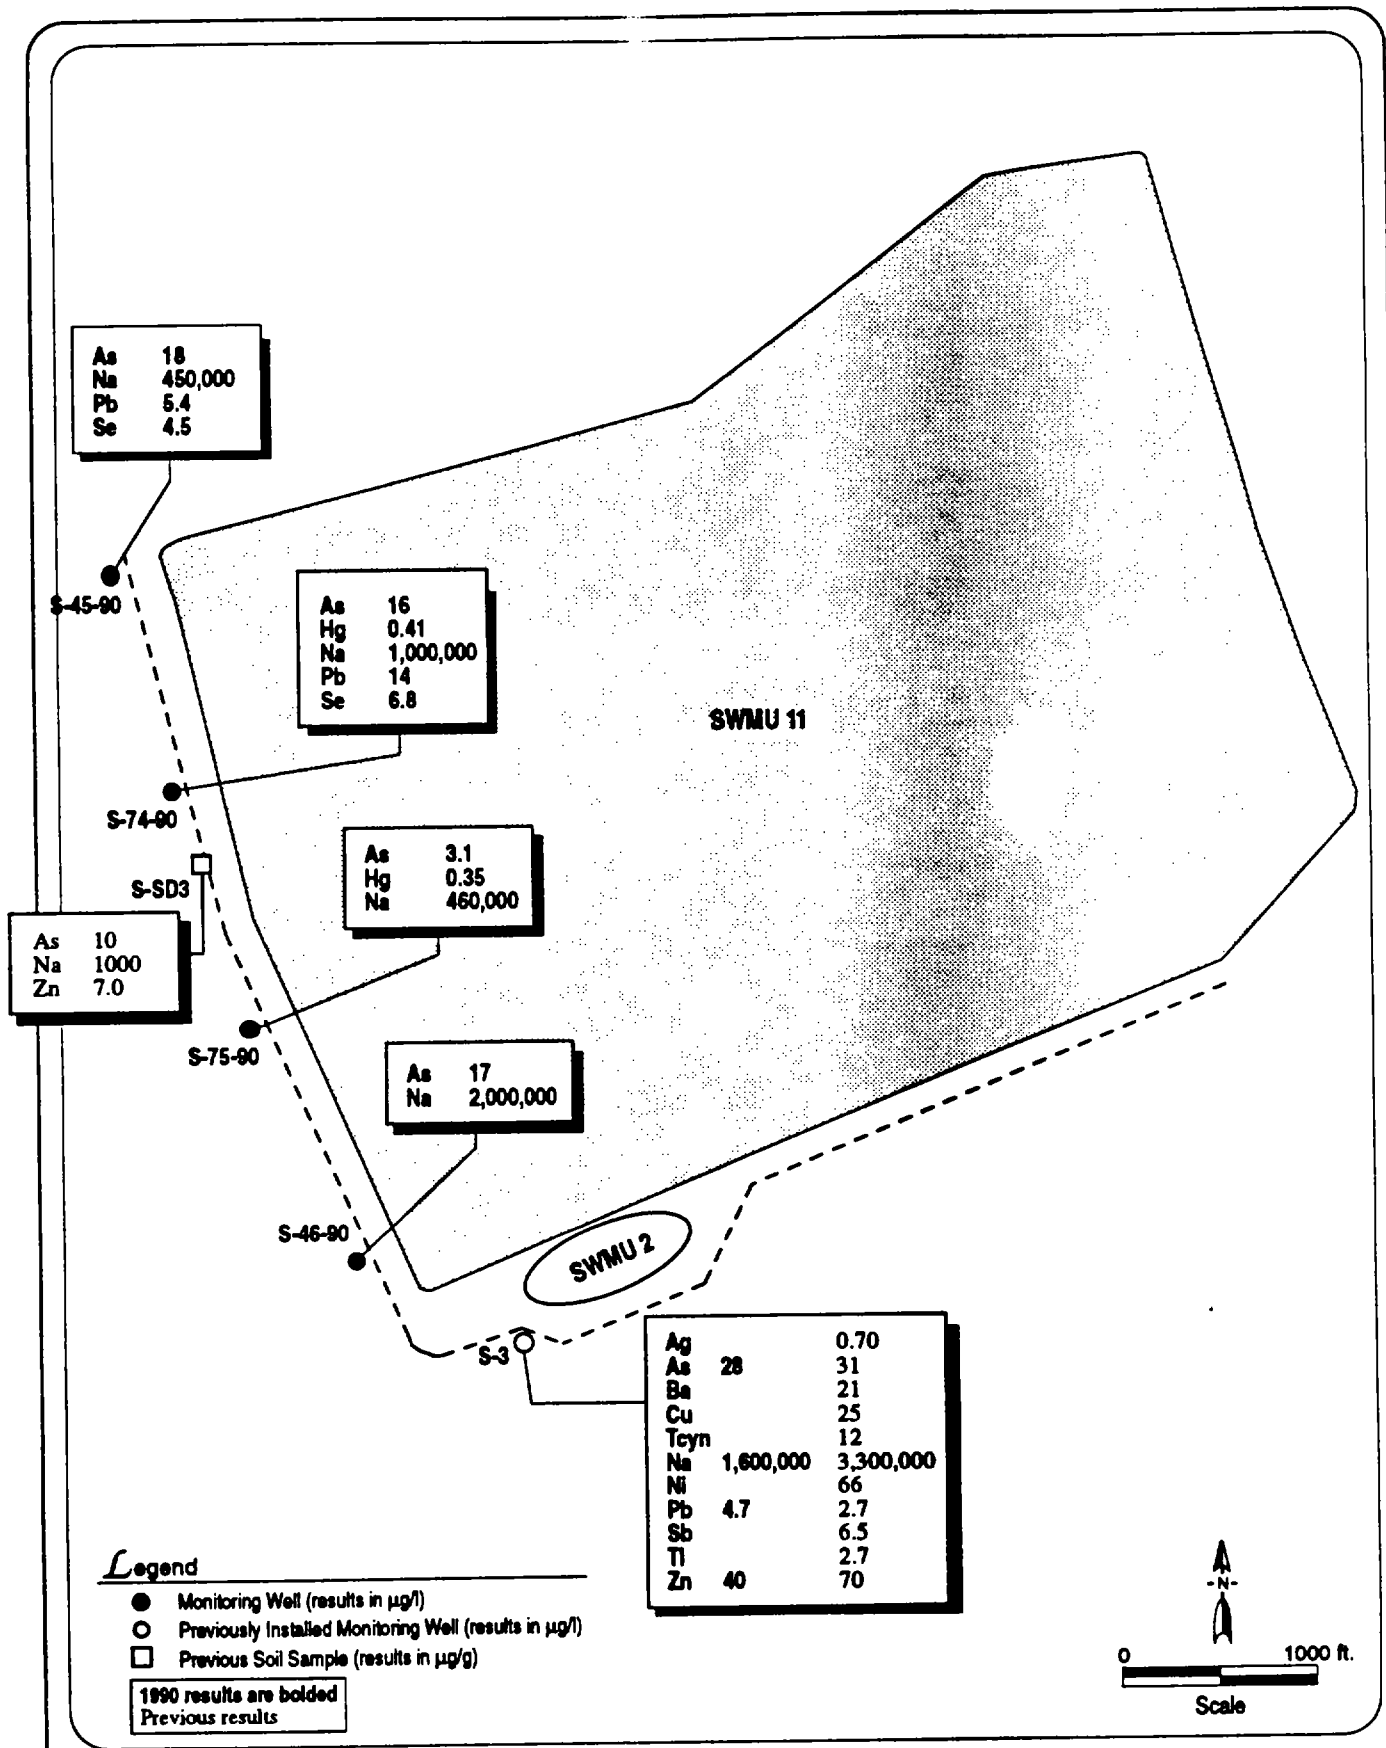 As 18
Na 450,000
Pb 5.4
Se 4.5
S-45-90
As 16
Hg 0.41
Na 1,000,000
Pb 14
Se 6.8
SWMU 11
S-74-90
As 3.1
Hg 0.35
Na 460,000
S-SD3
As 10
Na 1000
Zn 7.0
S-75-90
As 17
Na 2,000,000
S-46-90
SWMU 2
S-3
Ag 0.70
As 28 31
Ba 21
Cu 25
Tcyn 12
Na 1,600,000 3,300,000
Ni 66
Pb 4.7 2.7
Sb 6.5
Tl 2.7
Zn 40 70
Legend
Monitoring Well (results in µg/l)
Previously Installed Monitoring Well (results in µg/l)
Previous Soil Sample (results in µg/g)
1990 results are bolded
Previous results
N
0 1000 ft.
Scale